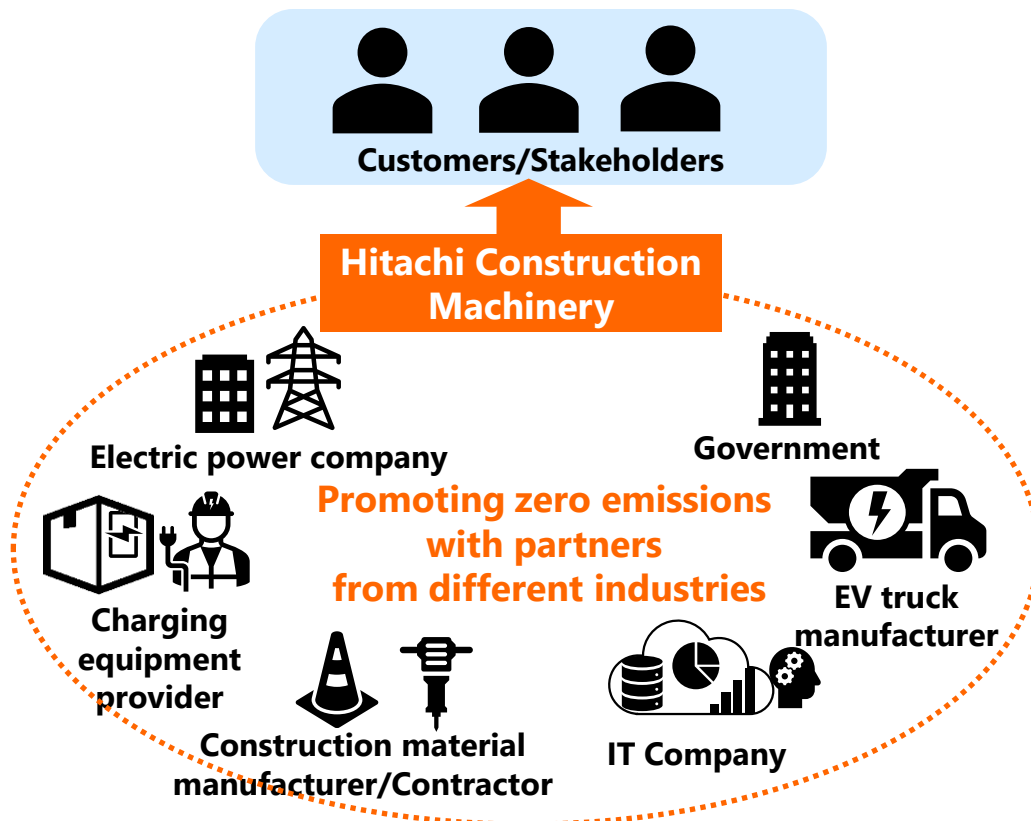 Customers/Stakeholders
Hitachi Construction
Machinery
Electric power company
Government
Promoting zero emissions
with partners
from different industries
Charging
equipment
provider
EV truck
manufacturer
Construction material
manufacturer/Contractor
IT Company